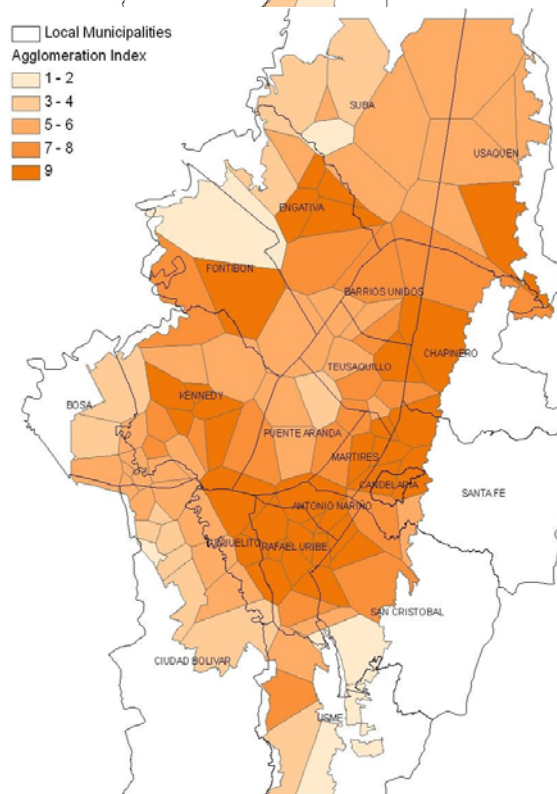 Local Municipalities
Agglomeration Index
1 - 2
3 - 4
5 - 6
7 - 8
9
SUBA
USAQUEN
ENGATIVA
FONTIBON
BARRIOS UNIDOS
CHAPINERO
TEUSAQUILLO
KENNEDY
BOSA
PUENTE ARANDA
MARTIRES
CANDELARIA
SANTA FE
ANTONIO NARIÑO
TUNJUELITO
RAFAEL URIBE
SAN CRISTOBAL
CIUDAD BOLIVAR
USME